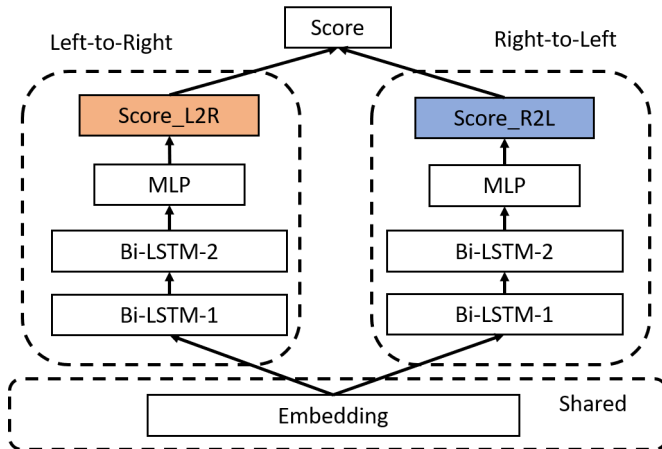 Score
Left-to-Right
Right-to-Left
Score_L2R
Score_R2L
MLP
MLP
Bi-LSTM-2
Bi-LSTM-2
Bi-LSTM-1
Bi-LSTM-1
Embedding
Shared